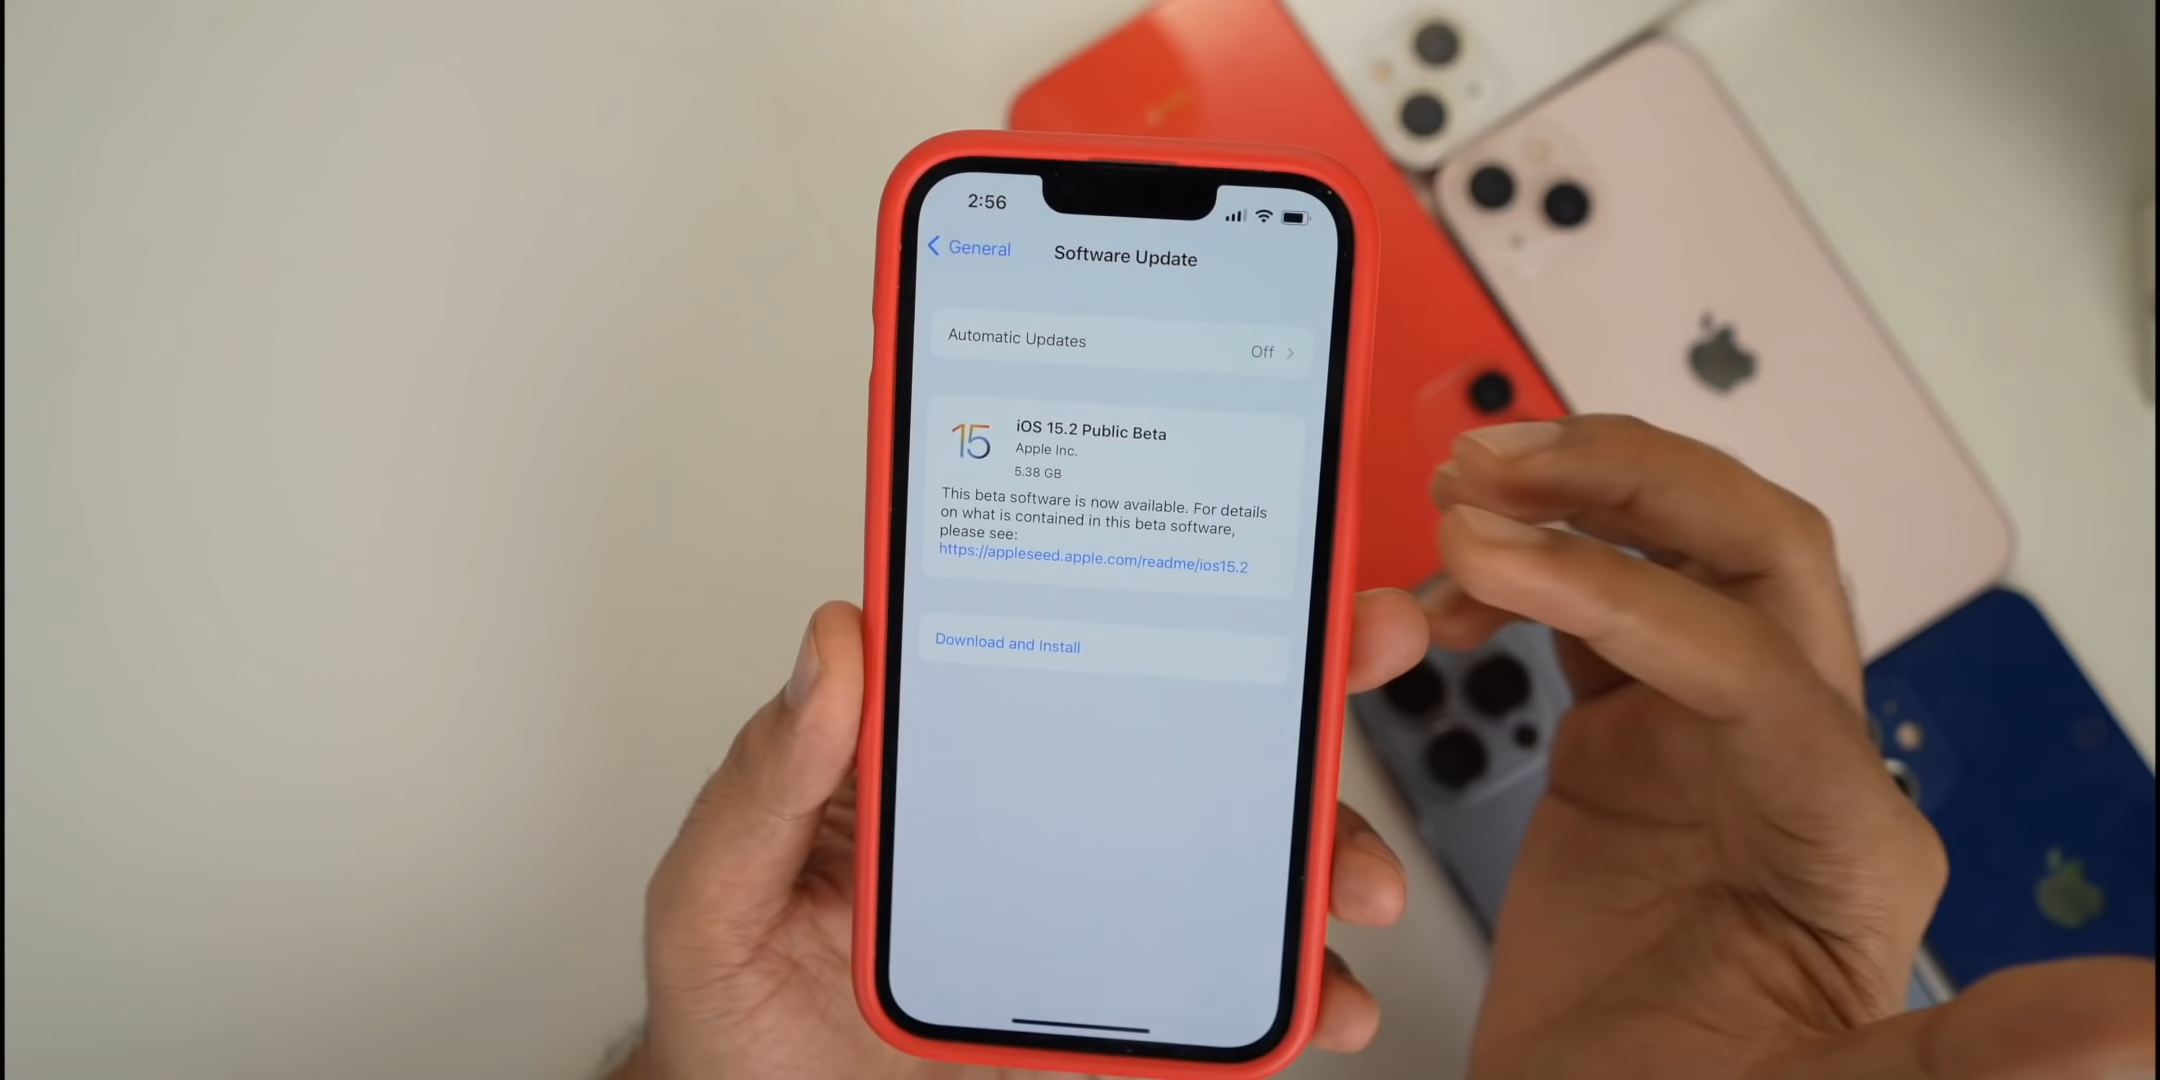 2:56
General
Software Update
Automatic Updates
Off
15
iOS 15.2 Public Beta
Apple Inc.
5.38 GB
This beta software is now available. For details
on what is contained in this beta software,
please see:
https://appleseed.apple.com/readme/ios15.2
Download and Install